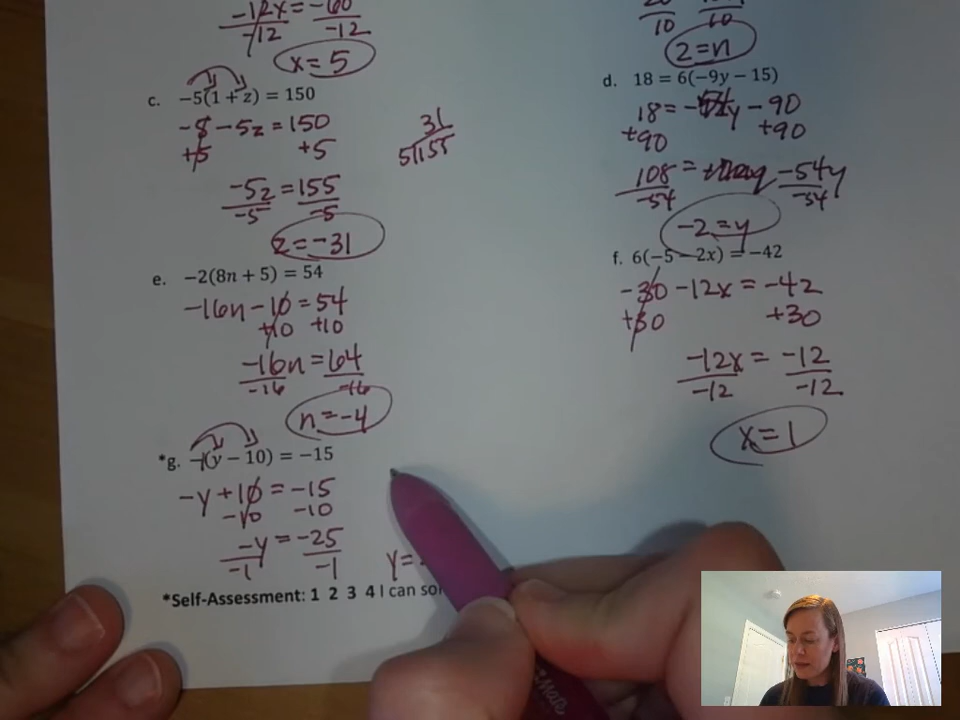 -12x = -60
-12 -12
x = 5
10 60
2 = n
c. -5(1 + z) = 150
-5 - 5z = 150
+5 +5
31
5 155
-5z = 155
-5 -5
z = -31
d. 18 = 6(-9y - 15)
18 = -54y - 90
+90 +90
108 = -54y
-54 -54
-2 = y
e. -2(8n + 5) = 54
-16n - 10 = 54
+10 +10
-16n = 64
-16 -16
n = -4
f. 6(-5 - 2x) = -42
-30 - 12x = -42
+30 +30
-12x = -12
-12 -12
x = 1
*g. -1(y - 10) = -15
-y + 10 = -15
-10 -10
-y = -25
-1 -1
y =
*Self-Assessment: 1 2 3 4 I can